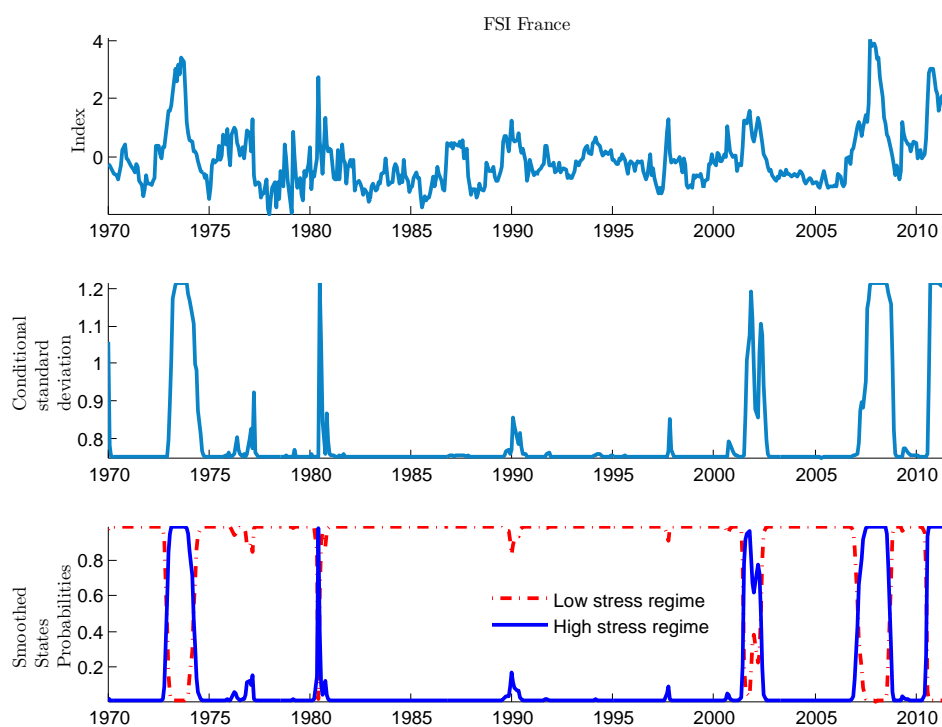 FSI France
Index
4
2
0
1970 1975 1980 1985 1990 1995 2000 2005 2010
Conditional
standard
deviation
1.2
1.1
1
0.9
0.8
1970 1975 1980 1985 1990 1995 2000 2005 2010
Smoothed
States
Probabilities
0.8
0.6
0.4
0.2
Low stress regime
High stress regime
1970 1975 1980 1985 1990 1995 2000 2005 2010